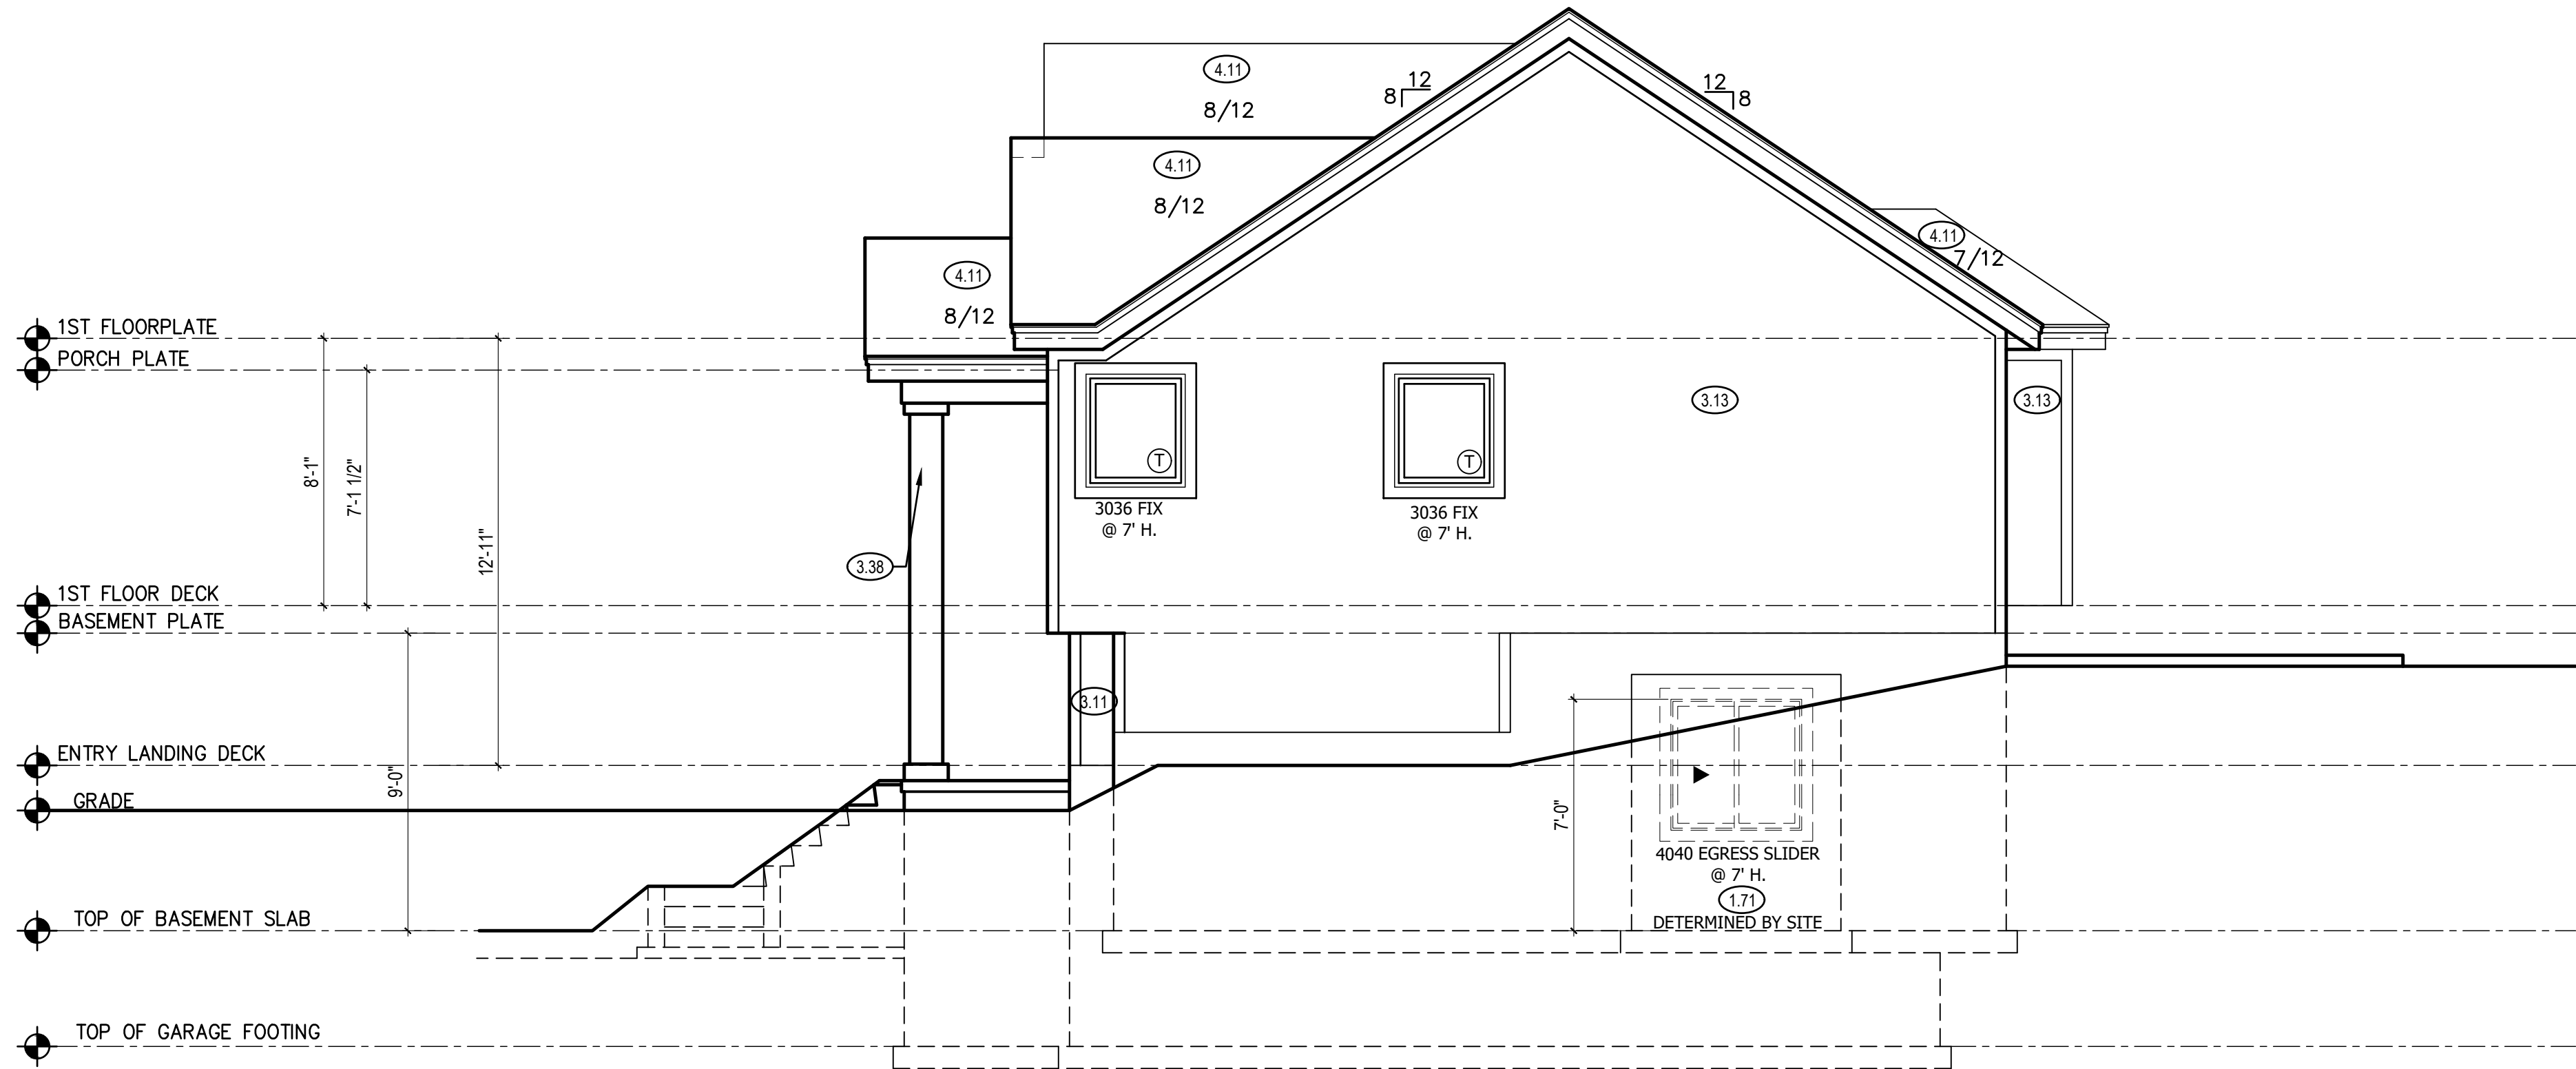 4.11
8/12
12
8
12
8
4.11
8/12
4.11
7/12
4.11
8/12
1ST FLOORPLATE
PORCH PLATE
3.13
3.13
T
T
8'-1"
7'-1 1/2"
3036 FIX
@ 7' H.
3036 FIX
@ 7' H.
12'-11"
3.38
1ST FLOOR DECK
BASEMENT PLATE
3.11
ENTRY LANDING DECK
9'-0"
GRADE
7'-0"
4040 EGRESS SLIDER
@ 7' H.
1.71
DETERMINED BY SITE
TOP OF BASEMENT SLAB
TOP OF GARAGE FOOTING